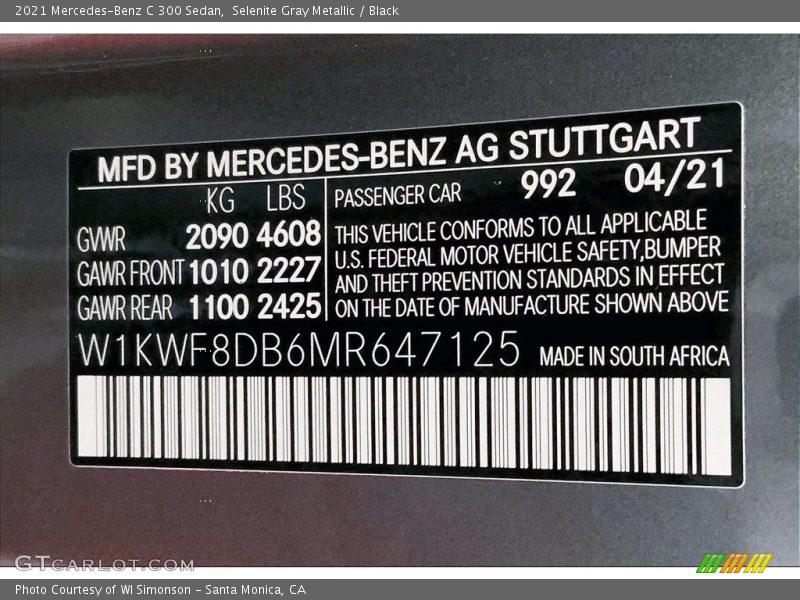 2021 Mercedes-Benz C 300 Sedan, Selenite Gray Metallic / Black
MFD BY MERCEDES-BENZ AG STUTTGART
KG LBS
PASSENGER CAR 992 04/21
GVWR 2090 4608
GAWR FRONT 1010 2227
GAWR REAR 1100 2425
THIS VEHICLE CONFORMS TO ALL APPLICABLE
U.S. FEDERAL MOTOR VEHICLE SAFETY,BUMPER
AND THEFT PREVENTION STANDARDS IN EFFECT
ON THE DATE OF MANUFACTURE SHOWN ABOVE
W1KWF8DB6MR647125 MADE IN SOUTH AFRICA
GTCARLOT.COM
Photo Courtesy of WI Simonson - Santa Monica, CA